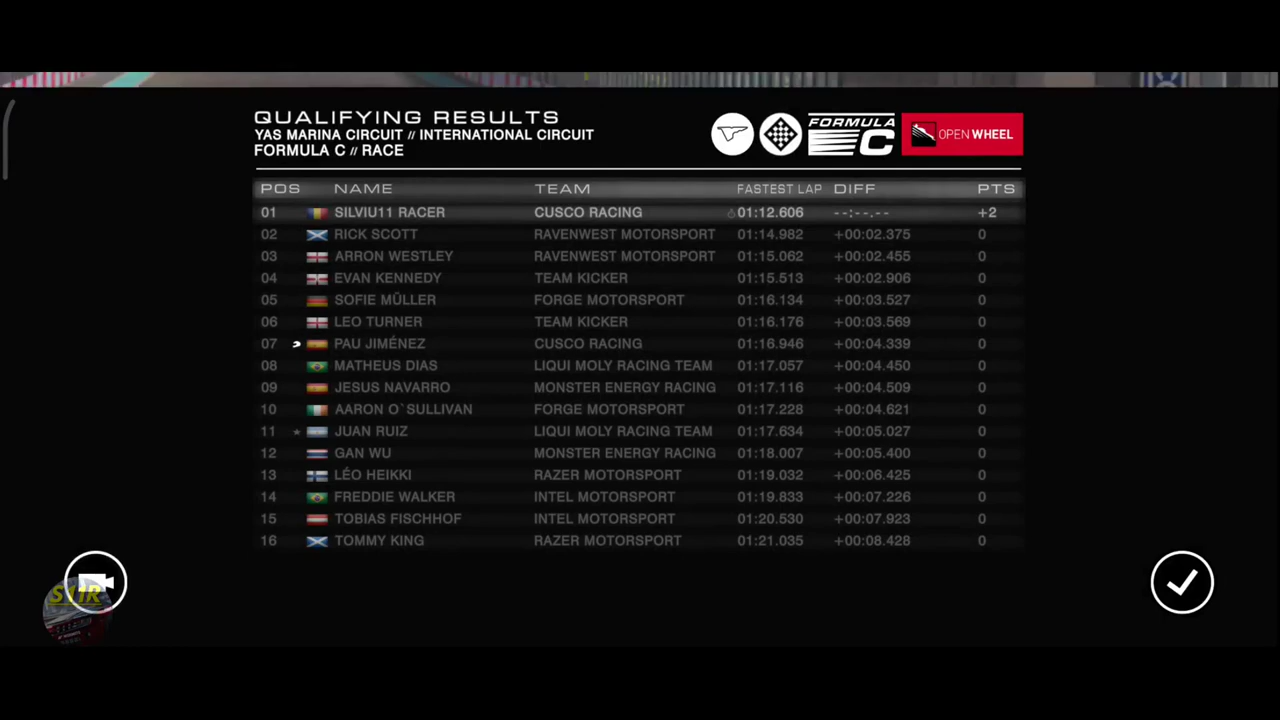 QUALIFYING RESULTS
YAS MARINA CIRCUIT // INTERNATIONAL CIRCUIT
FORMULA C // RACE
FORMULA C
OPEN WHEEL
POS NAME TEAM FASTEST LAP DIFF PTS
01 SILVIU11 RACER CUSCO RACING 01:12.606 --:--.-- +2
02 RICK SCOTT RAVENWEST MOTORSPORT 01:14.982 +00:02.375 0
03 ARRON WESTLEY RAVENWEST MOTORSPORT 01:15.062 +00:02.455 0
04 EVAN KENNEDY TEAM KICKER 01:15.513 +00:02.906 0
05 SOFIE MÜLLER FORGE MOTORSPORT 01:16.134 +00:03.527 0
06 LEO TURNER TEAM KICKER 01:16.176 +00:03.569 0
07 PAU JIMÉNEZ CUSCO RACING 01:16.946 +00:04.339 0
08 MATHEUS DIAS LIQUI MOLY RACING TEAM 01:17.057 +00:04.450 0
09 JESUS NAVARRO MONSTER ENERGY RACING 01:17.116 +00:04.509 0
10 AARON O`SULLIVAN FORGE MOTORSPORT 01:17.228 +00:04.621 0
11 ★ JUAN RUIZ LIQUI MOLY RACING TEAM 01:17.634 +00:05.027 0
12 GAN WU MONSTER ENERGY RACING 01:18.007 +00:05.400 0
13 LÉO HEIKKI RAZER MOTORSPORT 01:19.032 +00:06.425 0
14 FREDDIE WALKER INTEL MOTORSPORT 01:19.833 +00:07.226 0
15 TOBIAS FISCHHOF INTEL MOTORSPORT 01:20.530 +00:07.923 0
16 TOMMY KING RAZER MOTORSPORT 01:21.035 +00:08.428 0
S11R